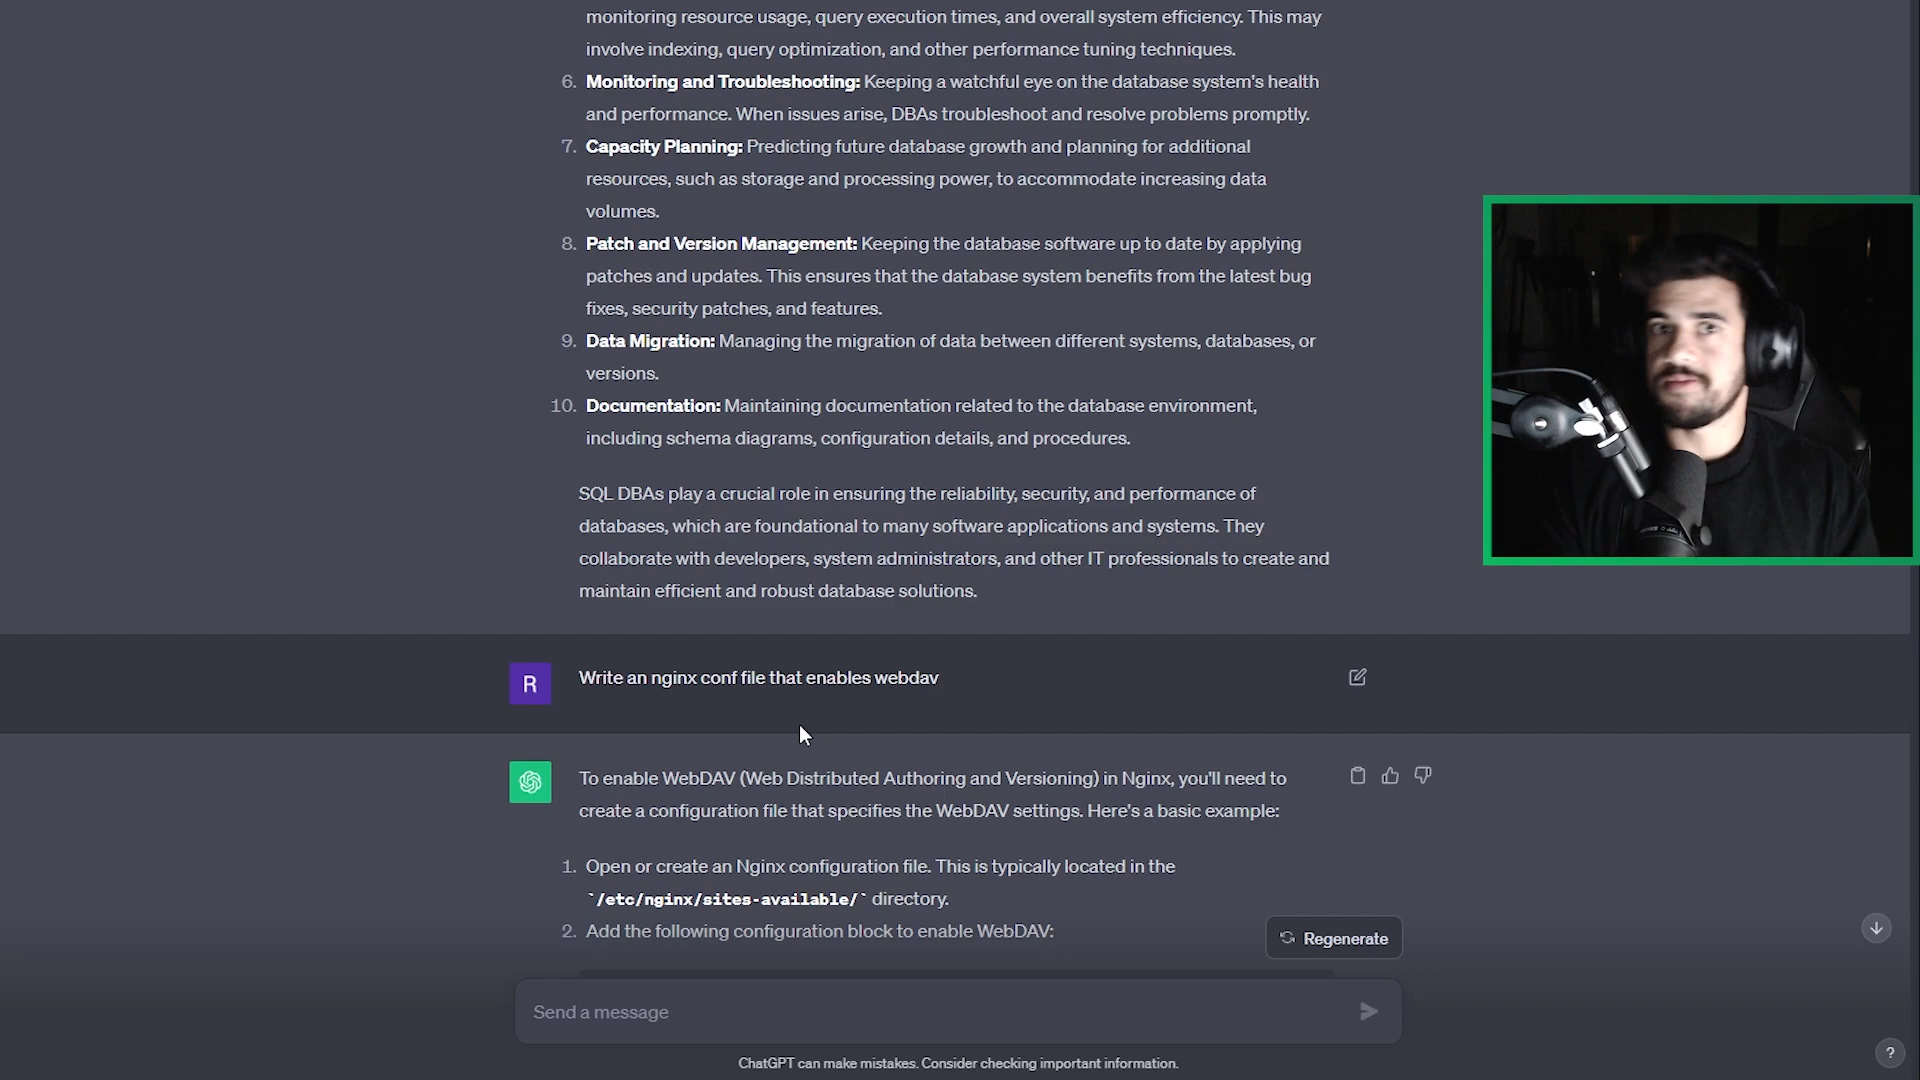 monitoring resource usage, query execution times, and overall system efficiency. This may
involve indexing, query optimization, and other performance tuning techniques.
6. Monitoring and Troubleshooting: Keeping a watchful eye on the database system's health
and performance. When issues arise, DBAs troubleshoot and resolve problems promptly.
7. Capacity Planning: Predicting future database growth and planning for additional
resources, such as storage and processing power, to accommodate increasing data
volumes.
8. Patch and Version Management: Keeping the database software up to date by applying
patches and updates. This ensures that the database system benefits from the latest bug
fixes, security patches, and features.
9. Data Migration: Managing the migration of data between different systems, databases, or
versions.
10. Documentation: Maintaining documentation related to the database environment,
including schema diagrams, configuration details, and procedures.
SQL DBAs play a crucial role in ensuring the reliability, security, and performance of
databases, which are foundational to many software applications and systems. They
collaborate with developers, system administrators, and other IT professionals to create and
maintain efficient and robust database solutions.
R
Write an nginx conf file that enables webdav
To enable WebDAV (Web Distributed Authoring and Versioning) in Nginx, you'll need to
create a configuration file that specifies the WebDAV settings. Here's a basic example:
1. Open or create an Nginx configuration file. This is typically located in the
`/etc/nginx/sites-available/` directory.
2. Add the following configuration block to enable WebDAV:
Regenerate
Send a message
ChatGPT can make mistakes. Consider checking important information.
?